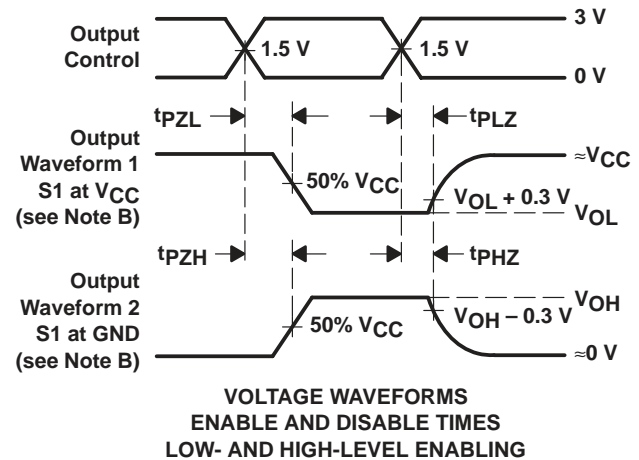 Output
Control
1.5 V
1.5 V
3 V
0 V
tPZL
tPLZ
Output
Waveform 1
S1 at VCC
(see Note B)
50% VCC
≈VCC
VOL + 0.3 V
VOL
tPZH
tPHZ
Output
Waveform 2
S1 at GND
(see Note B)
50% VCC
VOH
VOH – 0.3 V
≈0 V
VOLTAGE WAVEFORMS
ENABLE AND DISABLE TIMES
LOW- AND HIGH-LEVEL ENABLING